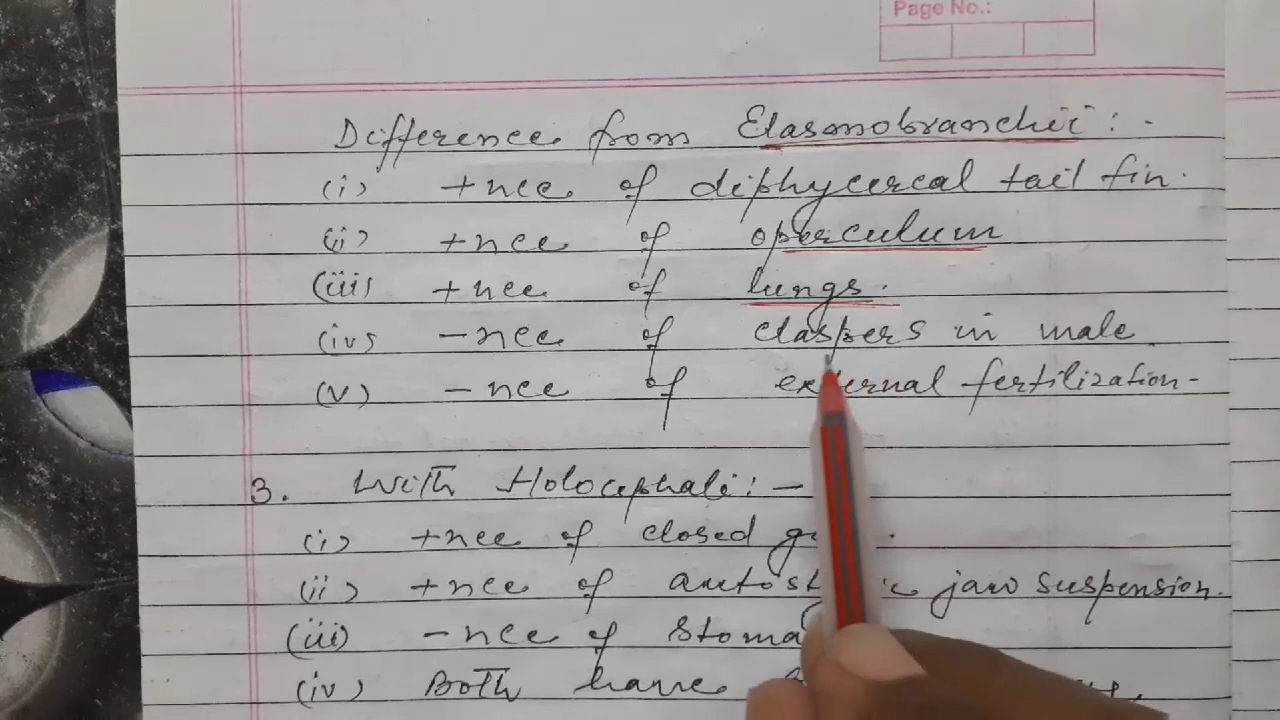 Page No.:
Difference from Elasmobranchii : -
(i) +nce of diphycercal tail fin.
(ii) +nce of operculum
(iii) +nce of lungs.
(iv) -nce of claspers in male
(v) -nce of external fertilization-
3. With Holocephali: -
(i) +nce of closed
(ii) +nce of jaw suspension.
(iii) -nce of
(iv) Both have